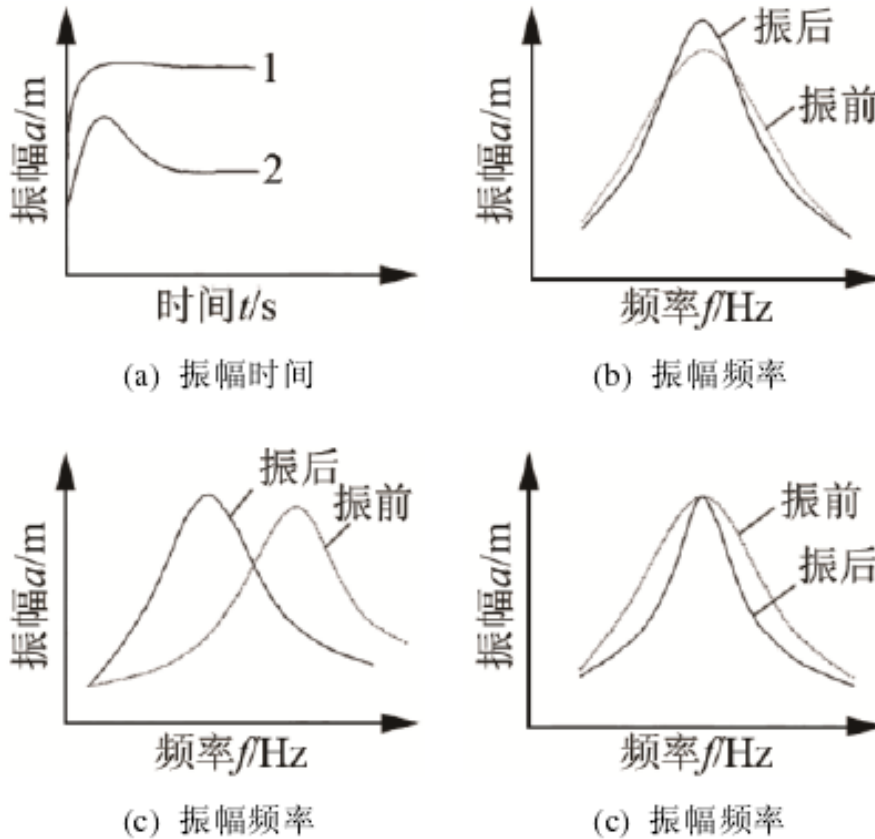 振幅a/m
1
2
时间t/s
(a) 振幅时间
振幅a/m
振后
振前
频率f/Hz
(b) 振幅频率
振幅a/m
振后
振前
频率f/Hz
(c) 振幅频率
振幅a/m
振前
振后
频率f/Hz
(c) 振幅频率